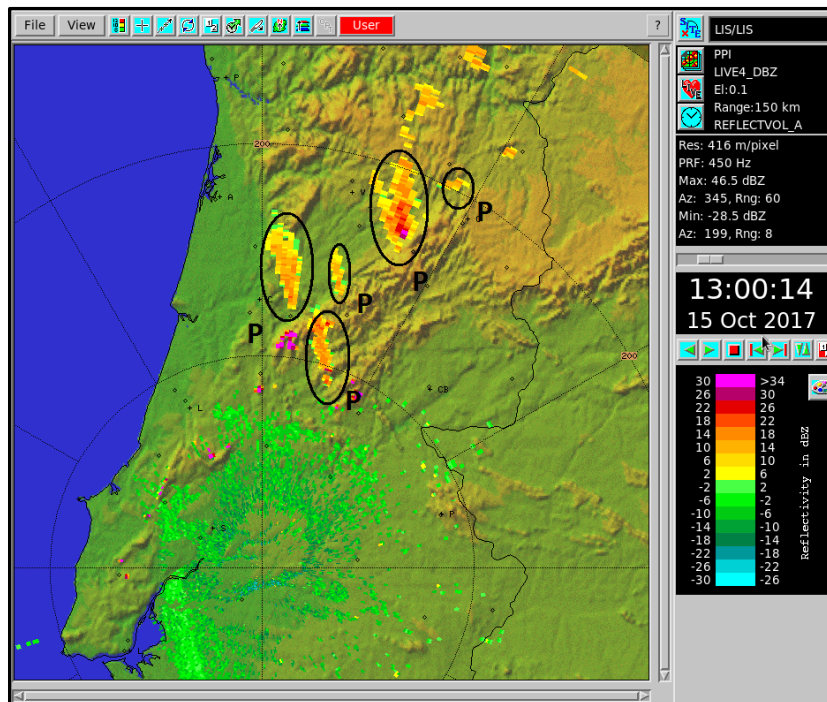 File View User ?
SITE LIS/LIS
PPI
LIVE4_DBZ
El:0.1
Range:150 km
REFLECTVOL_A
Res: 416 m/pixel
PRF: 450 Hz
Max: 46.5 dBZ
Az: 345, Rng: 60
Min: -28.5 dBZ
Az: 199, Rng: 8
13:00:14
15 Oct 2017
30 >34
26 30
22 26
18 22
14 18
10 14
6 10
2 6
-2 2
-6 -2
-10 -6
-14 -10
-18 -14
-22 -18
-26 -22
-30 -26
Reflectivity in dBZ
P
200
A
V
P
P
C
P
P
200
CB
P
L
S
P